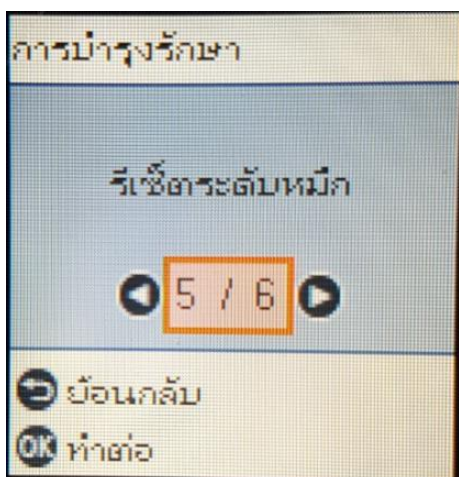 การบำรุงรักษา
รีเซ็ตระดับหมึก
5 / 6
ย้อนกลับ
OK ทำต่อ